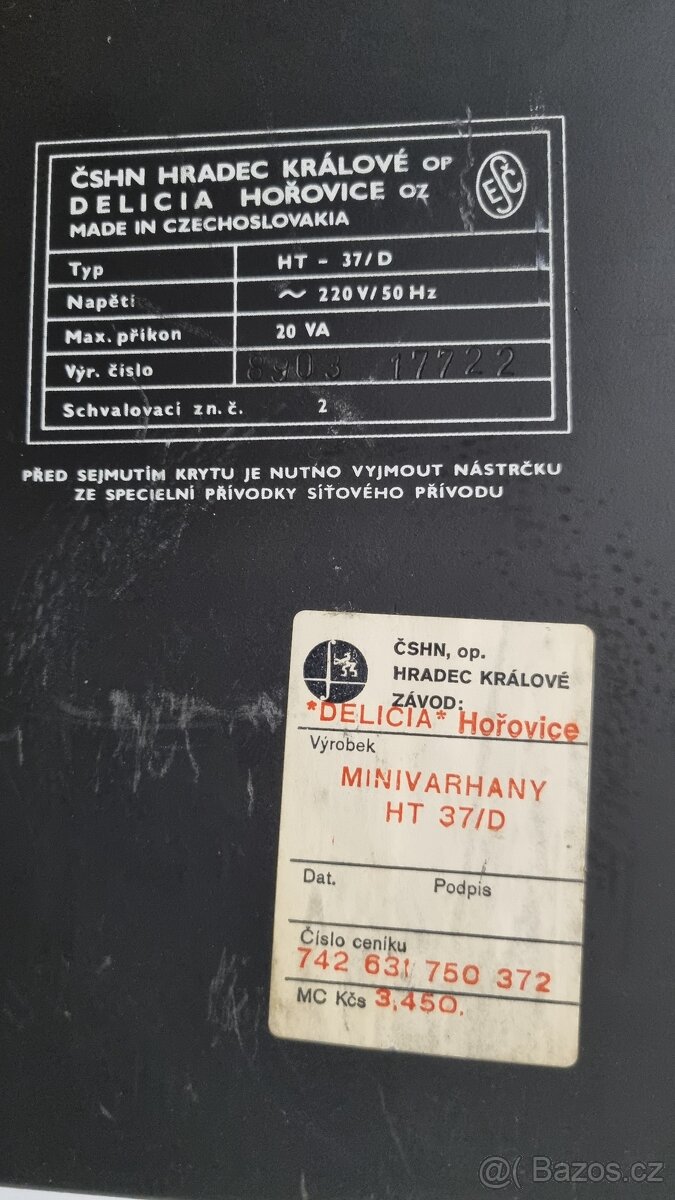 ČSHN HRADEC KRÁLOVÉ OP
DELICIA HOŘOVICE OZ
MADE IN CZECHOSLOVAKIA
EČS
Typ HT - 37/D
Napětí ~ 220 V/50 Hz
Max. příkon 20 VA
Výr. číslo 8903 17722
Schvalovací zn. č. 2
PŘED SEJMUTÍM KRYTU JE NUTNO VYJMOUT NÁSTRČKU
ZE SPECIELNÍ PŘÍVODKY SÍŤOVÉHO PŘÍVODU
ČSHN, op.
HRADEC KRÁLOVÉ
ZÁVOD:
*DELICIA* Hořovice
Výrobek
MINIVARHANY
HT 37/D
Dat. Podpis
Číslo ceníku
742 631 750 372
MC Kčs 3,450.
@( Bazos.cz